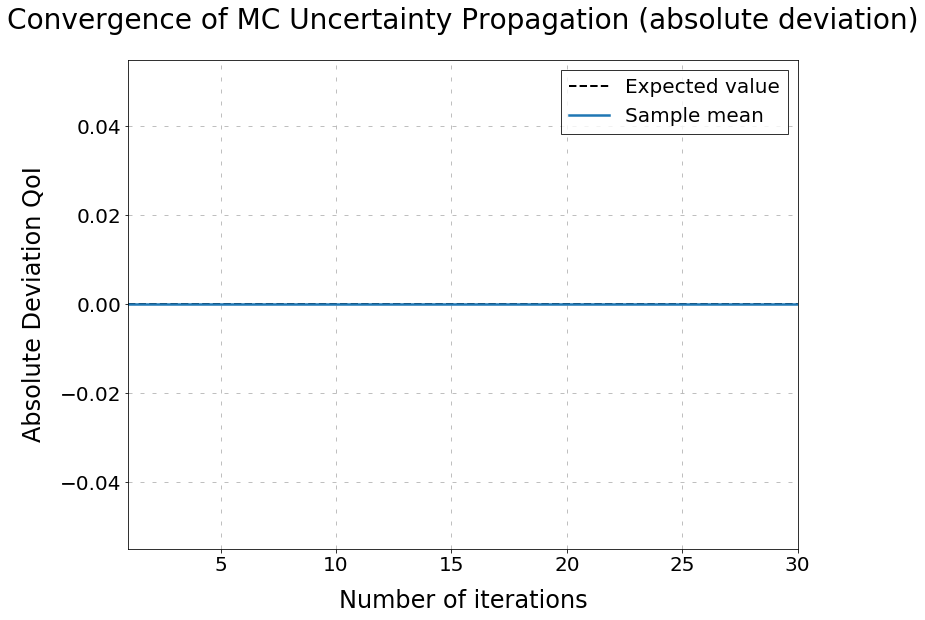 Convergence of MC Uncertainty Propagation (absolute deviation)
Expected value
Sample mean
0.04
0.02
0.00
−0.02
−0.04
Absolute Deviation QoI
5 10 15 20 25 30
Number of iterations